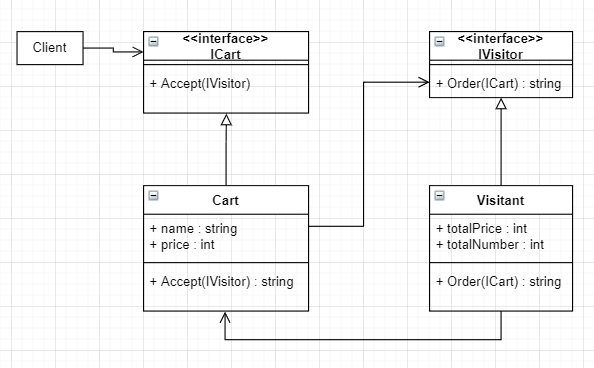 Client
<<interface>>
ICart
+ Accept(IVisitor)
<<interface>>
IVisitor
+ Order(ICart) : string
Cart
+ name : string
+ price : int
+ Accept(IVisitor) : string
Visitant
+ totalPrice : int
+ totalNumber : int
+ Order(ICart) : string